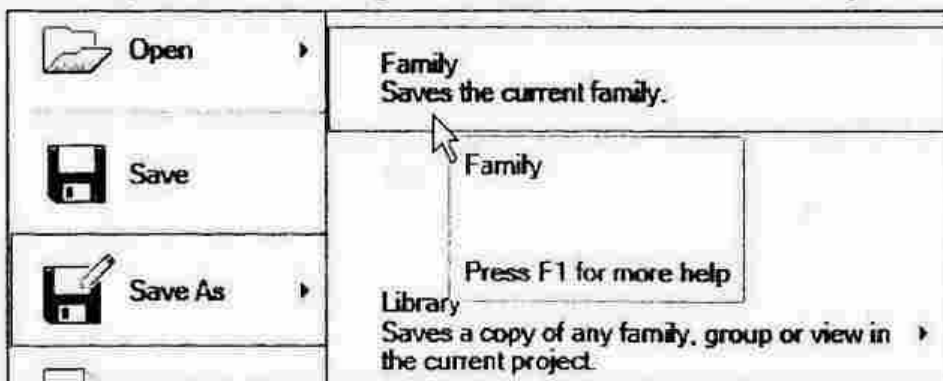 Open
Family
Saves the current family.
Save
Family
Press F1 for more help
Save As
Library
Saves a copy of any family, group or view in
the current project.